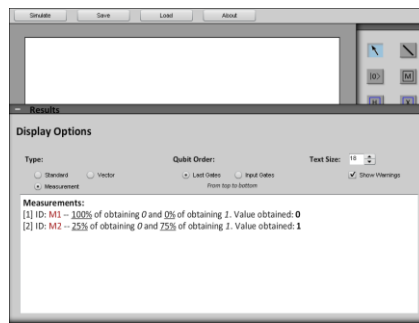 Simulate Save Load About
|0> M
H X
Results
Display Options
Type: Qubit Order: Text Size: 18
Standard Vector Last Gates Input Gates Show Warnings
Measurement From top to bottom
Measurements:
[1] ID: M1 -- 100% of obtaining 0 and 0% of obtaining 1. Value obtained: 0
[2] ID: M2 -- 25% of obtaining 0 and 75% of obtaining 1. Value obtained: 1